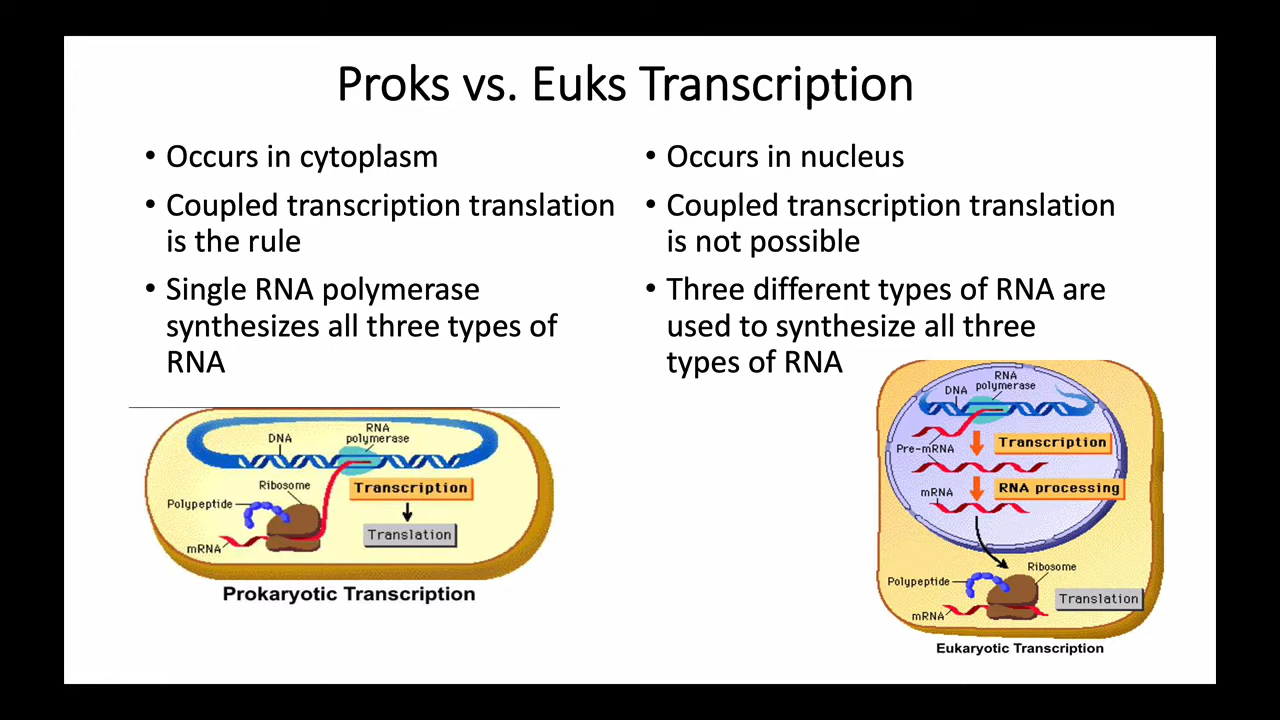 Proks vs. Euks Transcription
• Occurs in cytoplasm
• Coupled transcription translation
is the rule
• Single RNA polymerase
synthesizes all three types of
RNA
• Occurs in nucleus
• Coupled transcription translation
is not possible
• Three different types of RNA are
used to synthesize all three
types of RNA
DNA
RNA
polymerase
Ribosome
Transcription
Polypeptide
Translation
mRNA
Prokaryotic Transcription
RNA
polymerase
DNA
Transcription
Pre-mRNA
RNA processing
mRNA
Ribosome
Polypeptide
Translation
mRNA
Eukaryotic Transcription